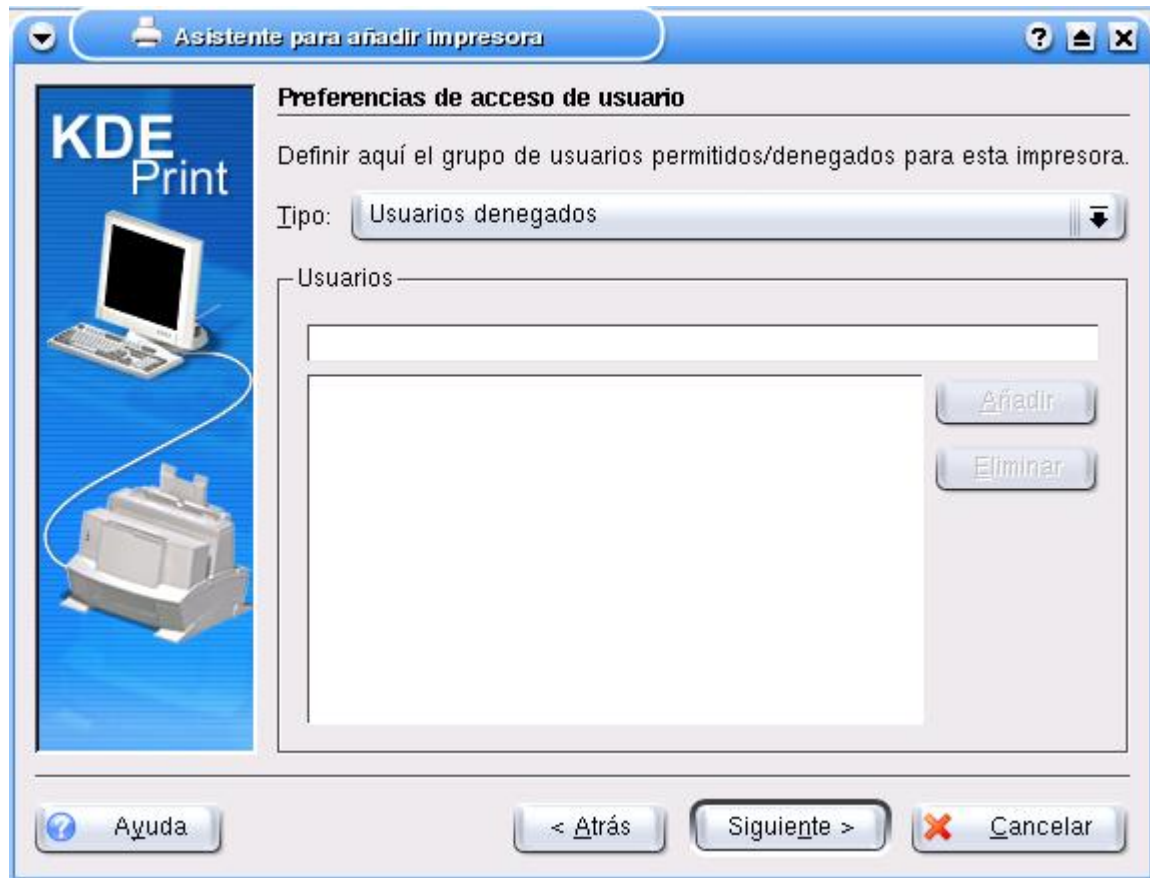 Asistente para añadir impresora
KDE
Print
Preferencias de acceso de usuario
Definir aquí el grupo de usuarios permitidos/denegados para esta impresora.
Tipo: Usuarios denegados
Usuarios
Añadir
Eliminar
Ayuda < Atrás Siguiente > Cancelar